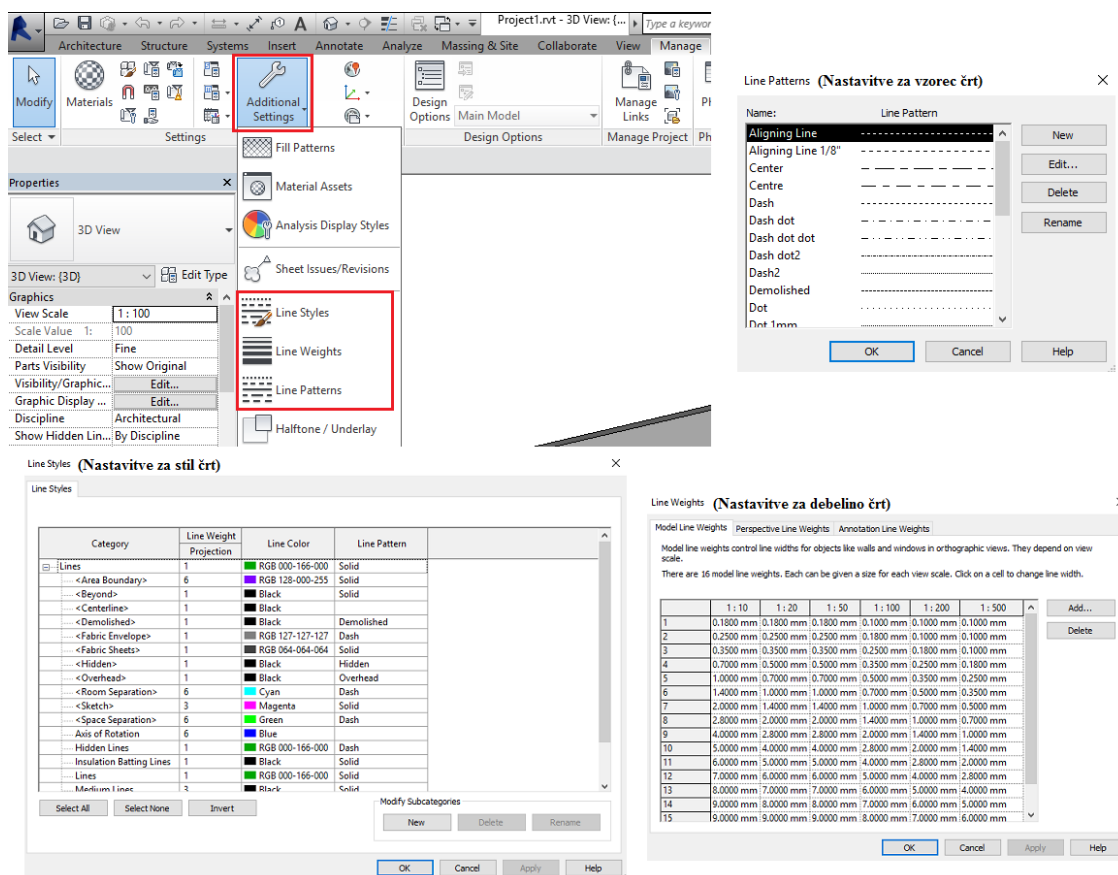 Project1.rvt - 3D View: {...
Type a keywor
Architecture Structure Systems Insert Annotate Analyze Massing & Site Collaborate View Manage
Modify
Materials
Additional Settings
Design Options
Main Model
Manage Links
Select
Settings
Design Options
Manage Project
Fill Patterns
Material Assets
Analysis Display Styles
Sheet Issues/Revisions
Line Styles
Line Weights
Line Patterns
Halftone / Underlay
Properties
3D View
3D View: {3D}
Edit Type
Graphics
View Scale 1 : 100
Scale Value 1: 100
Detail Level Fine
Parts Visibility Show Original
Visibility/Graphic... Edit...
Graphic Display ... Edit...
Discipline Architectural
Show Hidden Lin... By Discipline
Line Patterns (Nastavitve za vzorec črt)
Name: Line Pattern
Aligning Line
Aligning Line 1/8"
Center
Centre
Dash
Dash dot
Dash dot dot
Dash dot2
Dash2
Demolished
Dot
Dot 1mm
New
Edit...
Delete
Rename
OK Cancel Help
Line Styles (Nastavitve za stil črt)
Line Styles
Category Line Weight Line Color Line Pattern
Projection
Lines 1 RGB 000-166-000 Solid
<Area Boundary> 6 RGB 128-000-255 Solid
<Beyond> 1 Black Solid
<Centerline> 1 Black
<Demolished> 1 Black Demolished
<Fabric Envelope> 1 RGB 127-127-127 Dash
<Fabric Sheets> 1 RGB 064-064-064 Solid
<Hidden> 1 Black Hidden
<Overhead> 1 Black Overhead
<Room Separation> 6 Cyan Dash
<Sketch> 3 Magenta Solid
<Space Separation> 6 Green Dash
Axis of Rotation 6 Blue
Hidden Lines 1 RGB 000-166-000 Dash
Insulation Batting Lines 1 Black Solid
Lines 1 RGB 000-166-000 Solid
Medium Lines 3 Black Solid
Select All Select None Invert
Modify Subcategories
New Delete Rename
OK Cancel Apply Help
Line Weights (Nastavitve za debelino črt)
Model Line Weights Perspective Line Weights Annotation Line Weights
Model line weights control line widths for objects like walls and windows in orthographic views. They depend on view
scale.
There are 16 model line weights. Each can be given a size for each view scale. Click on a cell to change line width.
1 : 10 1 : 20 1 : 50 1 : 100 1 : 200 1 : 500
1 0.1800 mm 0.1800 mm 0.1800 mm 0.1000 mm 0.1000 mm 0.1000 mm
2 0.2500 mm 0.2500 mm 0.2500 mm 0.1800 mm 0.1000 mm 0.1000 mm
3 0.3500 mm 0.3500 mm 0.3500 mm 0.2500 mm 0.1800 mm 0.1000 mm
4 0.7000 mm 0.5000 mm 0.5000 mm 0.3500 mm 0.2500 mm 0.1800 mm
5 1.0000 mm 0.7000 mm 0.7000 mm 0.5000 mm 0.3500 mm 0.2500 mm
6 1.4000 mm 1.0000 mm 1.0000 mm 0.7000 mm 0.5000 mm 0.3500 mm
7 2.0000 mm 1.4000 mm 1.4000 mm 1.0000 mm 0.7000 mm 0.5000 mm
8 2.8000 mm 2.0000 mm 2.0000 mm 1.4000 mm 1.0000 mm 0.7000 mm
9 4.0000 mm 2.8000 mm 2.8000 mm 2.0000 mm 1.4000 mm 1.0000 mm
10 5.0000 mm 4.0000 mm 4.0000 mm 2.8000 mm 2.0000 mm 1.4000 mm
11 6.0000 mm 5.0000 mm 5.0000 mm 4.0000 mm 2.8000 mm 2.0000 mm
12 7.0000 mm 6.0000 mm 6.0000 mm 5.0000 mm 4.0000 mm 2.8000 mm
13 8.0000 mm 7.0000 mm 7.0000 mm 6.0000 mm 5.0000 mm 4.0000 mm
14 9.0000 mm 8.0000 mm 8.0000 mm 7.0000 mm 6.0000 mm 5.0000 mm
15 9.0000 mm 9.0000 mm 9.0000 mm 8.0000 mm 7.0000 mm 6.0000 mm
Add...
Delete
OK Cancel Apply Help